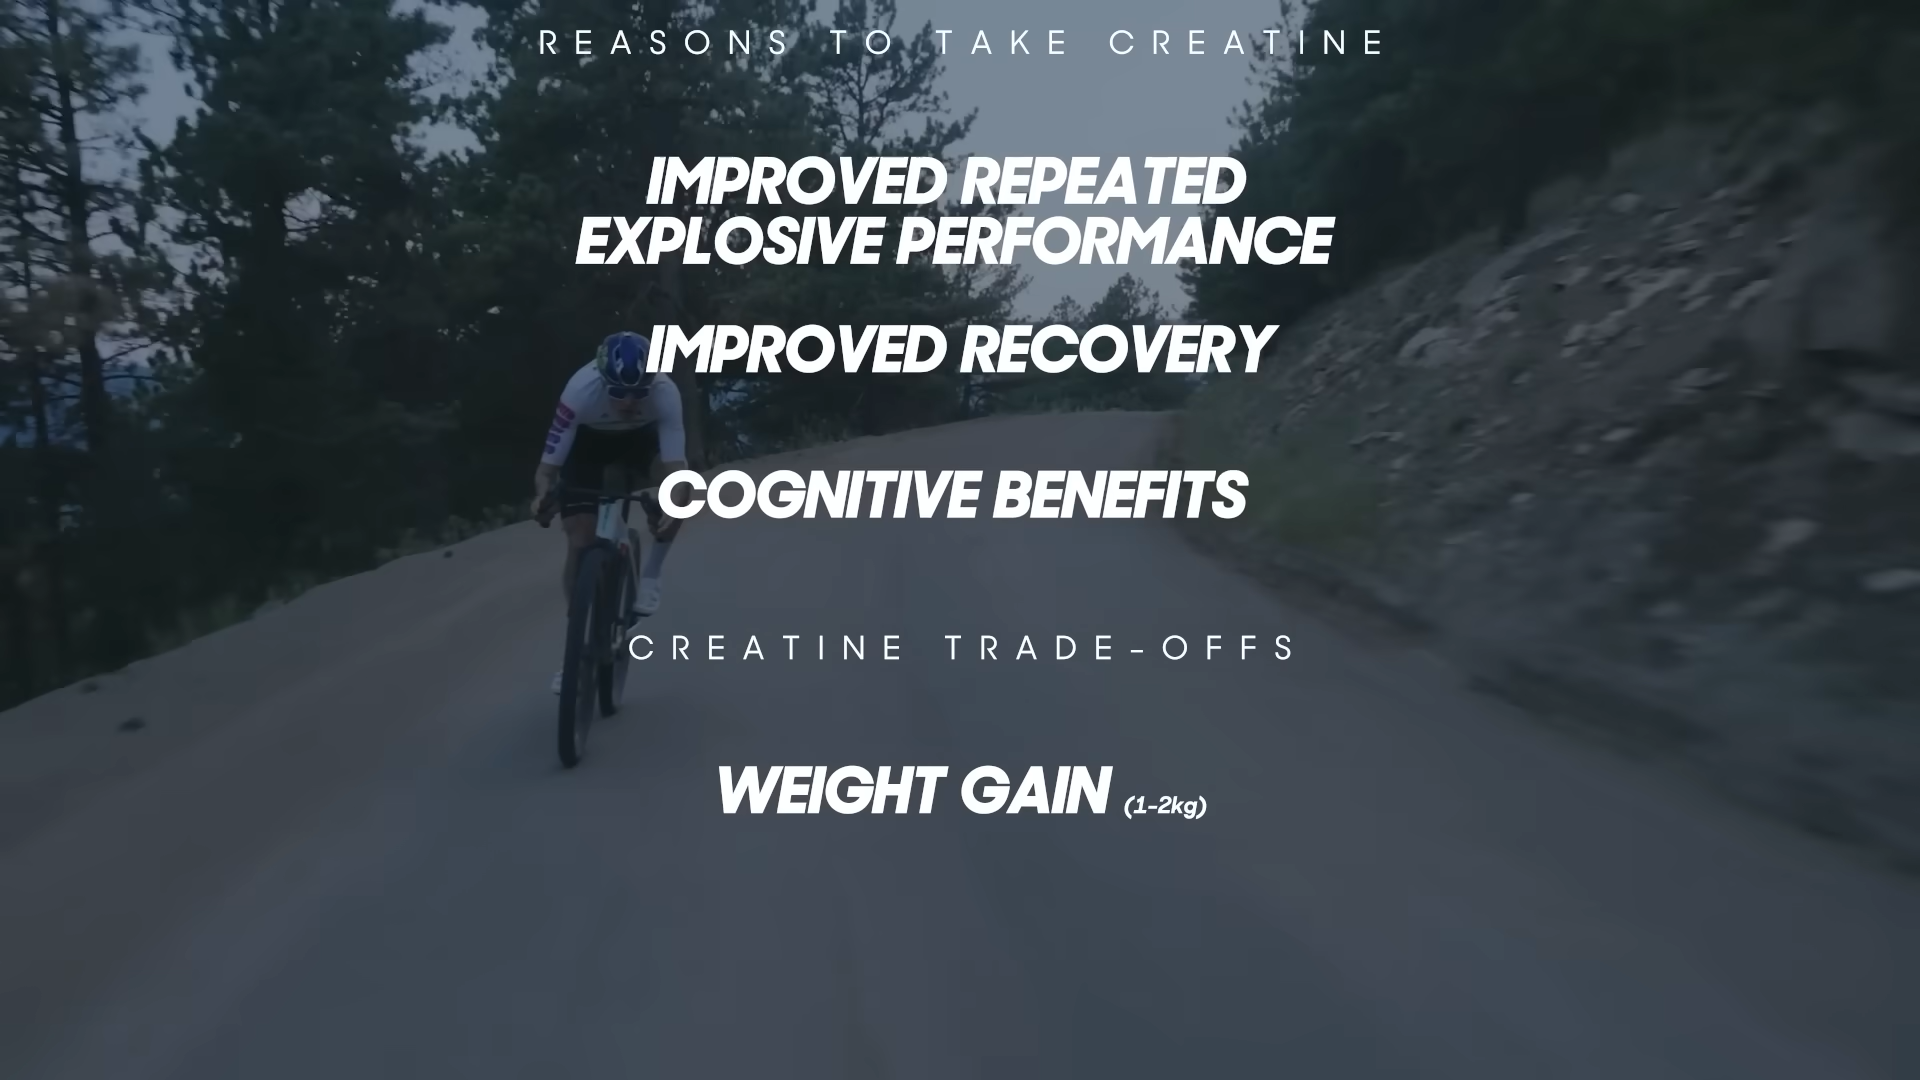 REASONS TO TAKE CREATINE
IMPROVED REPEATED
EXPLOSIVE PERFORMANCE
IMPROVED RECOVERY
COGNITIVE BENEFITS
CREATINE TRADE-OFFS
WEIGHT GAIN (1-2kg)